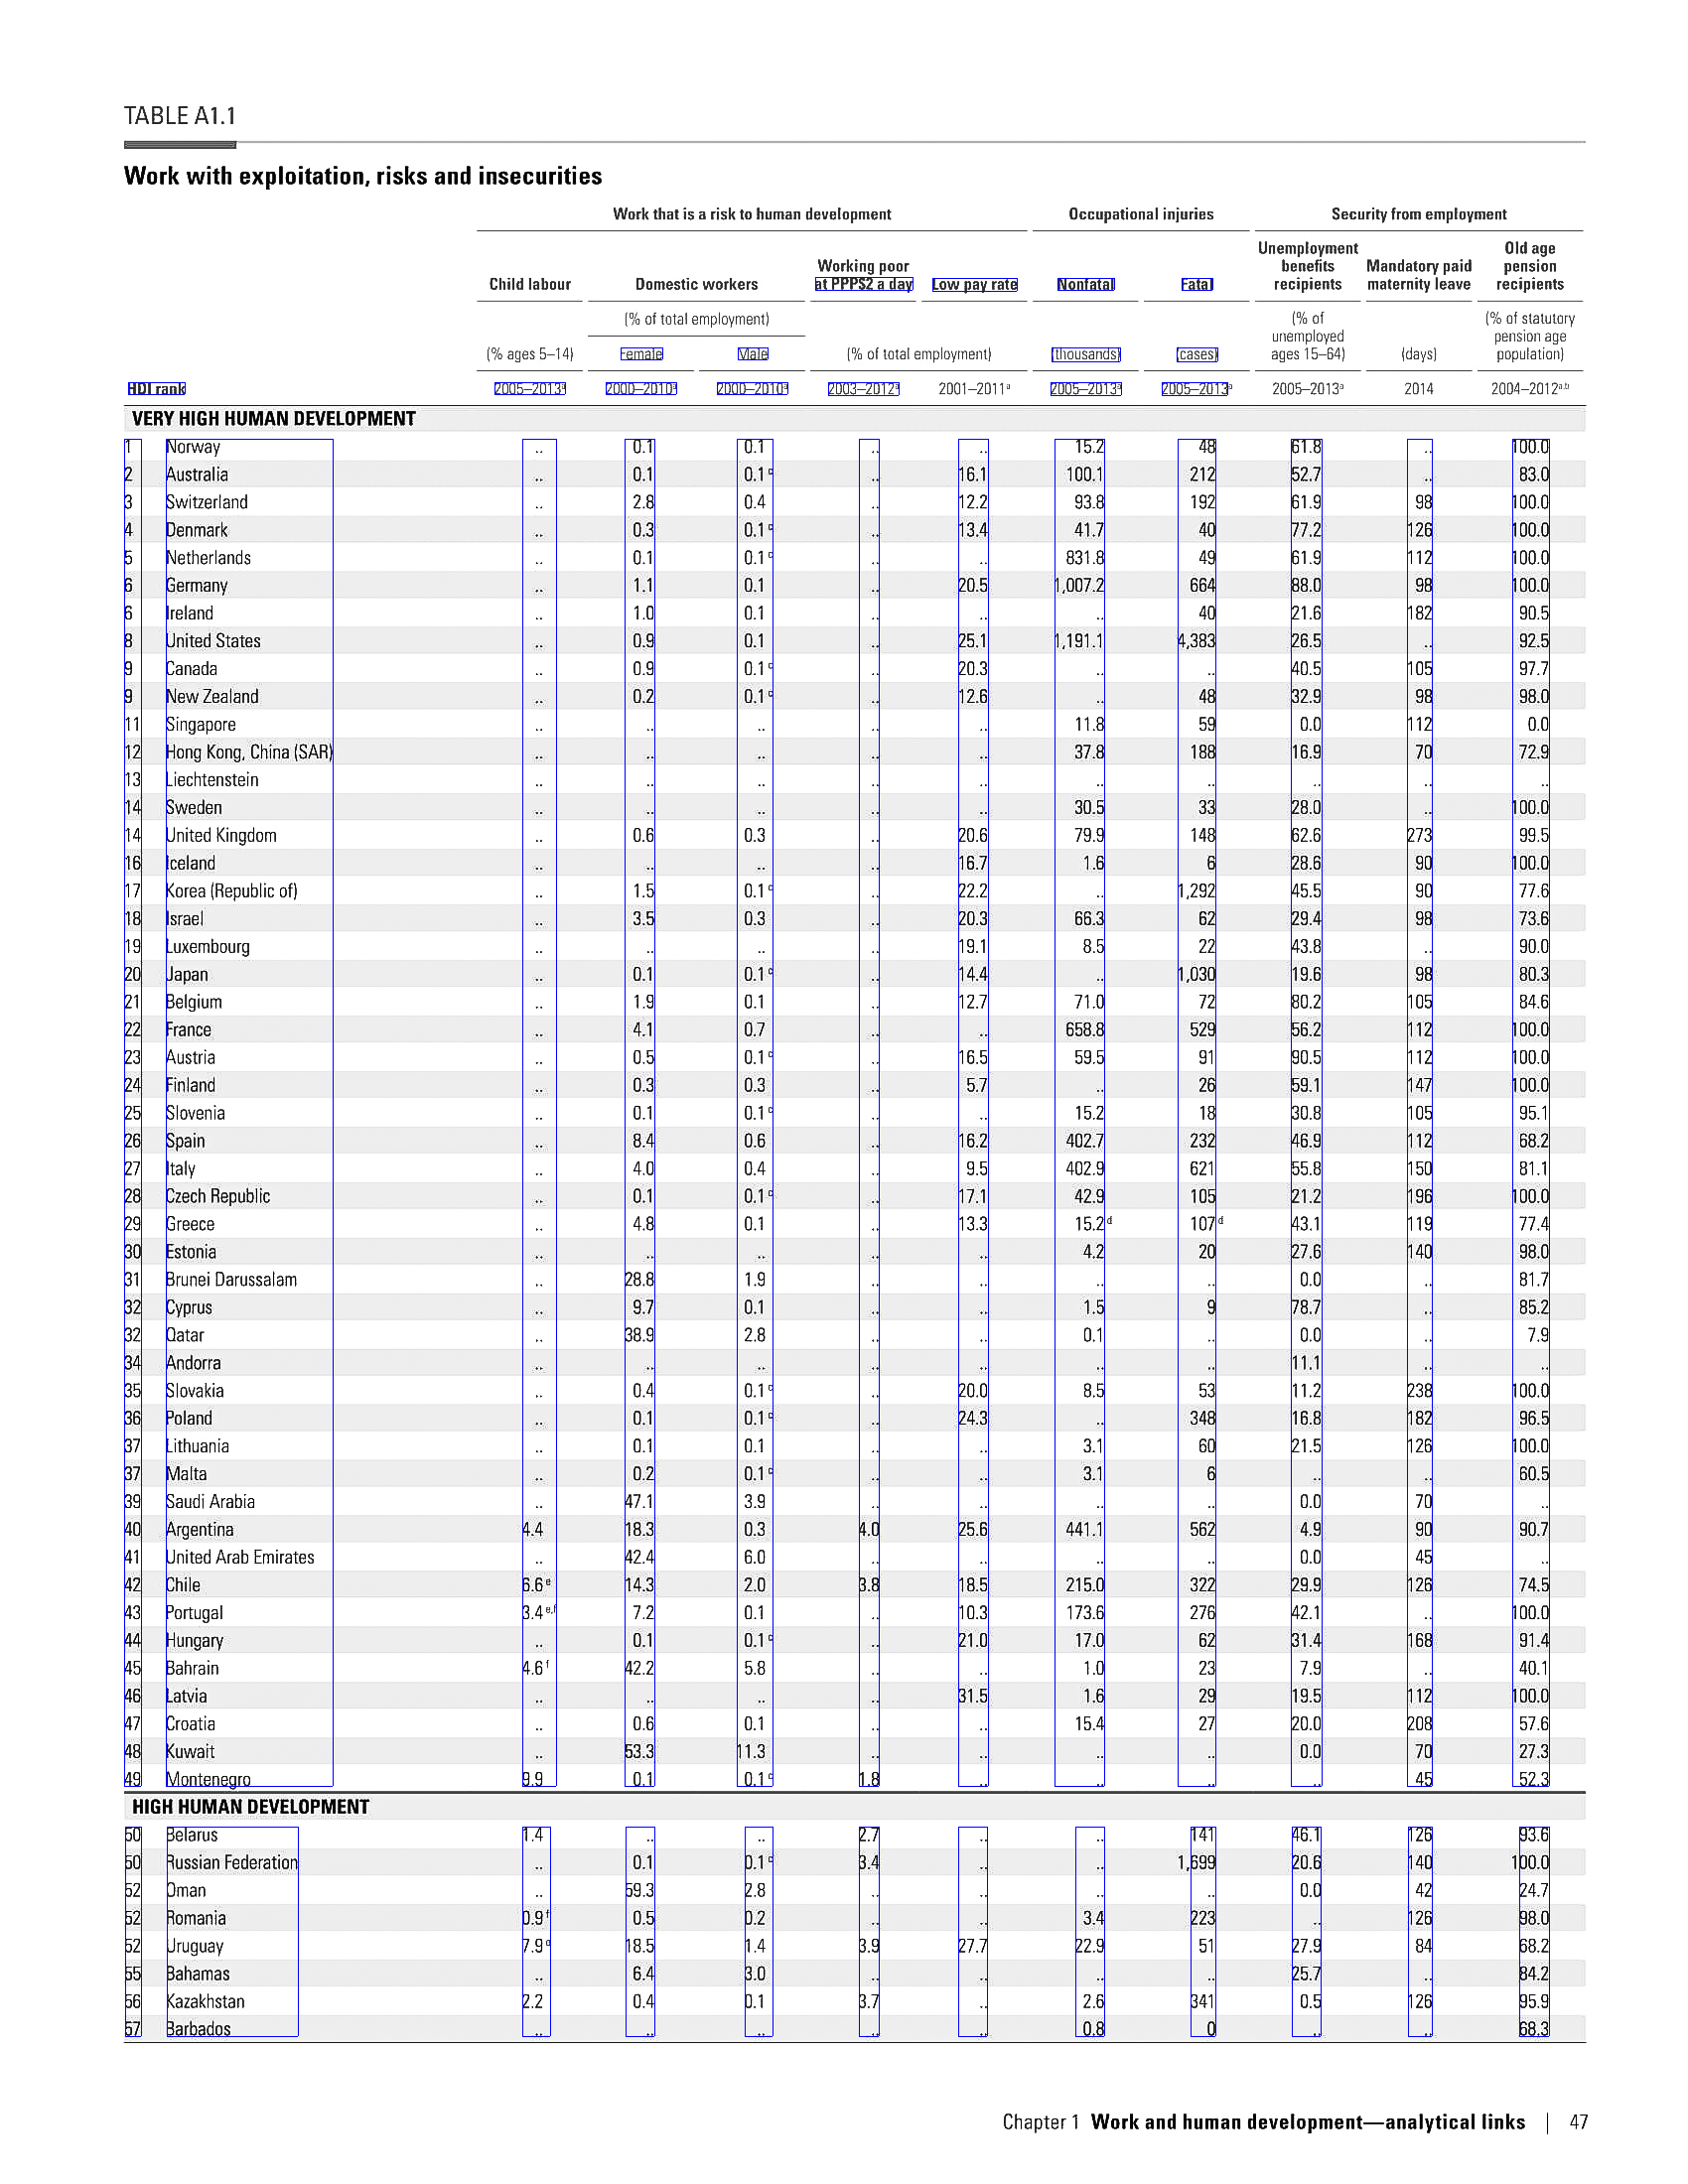 TABLE A1.1
Work with exploitation, risks and insecurities
Work that is a risk to human development Occupational injuries Security from employment
Child labour Domestic workers Working poor at PPP$2 a day Low pay rate Nonfatal Fatal Unemployment benefits recipients Mandatory paid maternity leave Old age pension recipients
(% ages 5–14) (% of total employment) Female Male (% of total employment) (thousands) (cases) (% of unemployed ages 15–64) (days) (% of statutory pension age population)
HDI rank 2005–2013ᵃ 2000–2010ᵃ 2000–2010ᵃ 2003–2012ᵃ 2001–2011ᵃ 2005–2013ᵃ 2005–2013ᵃ 2005–2013ᵃ 2014 2004–2012ᵃ,ᵇ
VERY HIGH HUMAN DEVELOPMENT
1 Norway .. 0.1 0.1 .. .. 15.2 48 61.8 .. 100.0
2 Australia .. 0.1 0.1ᶜ .. 16.1 100.1 212 52.7 .. 83.0
3 Switzerland .. 2.8 0.4 .. 12.2 93.8 192 61.9 98 100.0
4 Denmark .. 0.3 0.1ᶜ .. 13.4 41.7 40 77.2 126 100.0
5 Netherlands .. 0.1 0.1ᶜ .. .. 831.8 49 61.9 112 100.0
6 Germany .. 1.1 0.1 .. 20.5 1,007.2 664 88.0 98 100.0
6 Ireland .. 1.0 0.1 .. .. .. 40 21.6 182 90.5
8 United States .. 0.9 0.1 .. 25.1 1,191.1 4,383 26.5 .. 92.5
9 Canada .. 0.9 0.1ᶜ .. 20.3 .. .. 40.5 105 97.7
9 New Zealand .. 0.2 0.1ᶜ .. 12.6 .. 48 32.9 98 98.0
11 Singapore .. .. .. .. .. 11.8 59 0.0 112 0.0
12 Hong Kong, China (SAR) .. .. .. .. .. 37.8 188 16.9 70 72.9
13 Liechtenstein .. .. .. .. .. .. .. .. .. ..
14 Sweden .. .. .. .. .. 30.5 33 28.0 .. 100.0
14 United Kingdom .. 0.6 0.3 .. 20.6 79.9 148 62.6 273 99.5
16 Iceland .. .. .. .. 16.7 1.6 6 28.6 90 100.0
17 Korea (Republic of) .. 1.5 0.1ᶜ .. 22.2 .. 1,292 45.5 90 77.6
18 Israel .. 3.5 0.3 .. 20.3 66.3 62 29.4 98 73.6
19 Luxembourg .. .. .. .. 19.1 8.5 22 43.8 .. 90.0
20 Japan .. 0.1 0.1ᶜ .. 14.4 .. 1,030 19.6 98 80.3
21 Belgium .. 1.9 0.1 .. 12.7 71.0 72 80.2 105 84.6
22 France .. 4.1 0.7 .. .. 658.8 529 56.2 112 100.0
23 Austria .. 0.5 0.1ᶜ .. 16.5 59.5 91 90.5 112 100.0
24 Finland .. 0.3 0.3 .. 5.7 .. 26 59.1 147 100.0
25 Slovenia .. 0.1 0.1ᶜ .. .. 15.2 18 30.8 105 95.1
26 Spain .. 8.4 0.6 .. 16.2 402.7 232 46.9 112 68.2
27 Italy .. 4.0 0.4 .. 9.5 402.9 621 55.8 150 81.1
28 Czech Republic .. 0.1 0.1ᶜ .. 17.1 42.9 105 21.2 196 100.0
29 Greece .. 4.8 0.1 .. 13.3 15.2ᵈ 107ᵈ 43.1 119 77.4
30 Estonia .. .. .. .. .. 4.2 20 27.6 140 98.0
31 Brunei Darussalam .. 28.8 1.9 .. .. .. .. 0.0 .. 81.7
32 Cyprus .. 9.7 0.1 .. .. 1.5 9 78.7 .. 85.2
32 Qatar .. 38.9 2.8 .. .. 0.1 .. 0.0 .. 7.9
34 Andorra .. .. .. .. .. .. .. 11.1 .. ..
35 Slovakia .. 0.4 0.1ᶜ .. 20.0 8.5 53 11.2 238 100.0
36 Poland .. 0.1 0.1ᶜ .. 24.3 .. 348 16.8 182 96.5
37 Lithuania .. 0.1 0.1 .. .. 3.1 60 21.5 126 100.0
37 Malta .. 0.2 0.1ᶜ .. .. 3.1 6 .. .. 60.5
39 Saudi Arabia .. 47.1 3.9 .. .. .. .. 0.0 70 ..
40 Argentina 4.4 18.3 0.3 4.0 25.6 441.1 562 4.9 90 90.7
41 United Arab Emirates .. 42.4 6.0 .. .. .. .. 0.0 45 ..
42 Chile 6.6ᵉ 14.3 2.0 3.8 18.5 215.0 322 29.9 126 74.5
43 Portugal 3.4ᵉ,ᶠ 7.2 0.1 .. 10.3 173.6 276 42.1 .. 100.0
44 Hungary .. 0.1 0.1ᶜ .. 21.0 17.0 62 31.4 168 91.4
45 Bahrain 4.6ᶠ 42.2 5.8 .. .. 1.0 23 7.9 .. 40.1
46 Latvia .. .. .. .. 31.5 1.6 29 19.5 112 100.0
47 Croatia .. 0.6 0.1 .. .. 15.4 27 20.0 208 57.6
48 Kuwait .. 53.3 11.3 .. .. .. .. 0.0 70 27.3
49 Montenegro 9.9 0.1 0.1ᶜ 1.8 .. .. .. .. 45 52.3
HIGH HUMAN DEVELOPMENT
50 Belarus 1.4 .. .. 2.7 .. .. 141 46.1 126 93.6
50 Russian Federation .. 0.1 0.1ᶜ 3.4 .. .. 1,699 20.6 140 100.0
52 Oman .. 59.3 2.8 .. .. .. .. 0.0 42 24.7
52 Romania 0.9ᶠ 0.5 0.2 .. .. 3.4 223 .. 126 98.0
52 Uruguay 7.9ᵉ 18.5 1.4 3.9 27.7 22.9 51 27.9 84 68.2
55 Bahamas .. 6.4 3.0 .. .. .. .. 25.7 .. 84.2
56 Kazakhstan 2.2 0.4 0.1 3.7 .. 2.6 341 0.5 126 95.9
57 Barbados .. .. .. .. .. 0.8 0 .. .. 68.3
Chapter 1 Work and human development—analytical links | 47